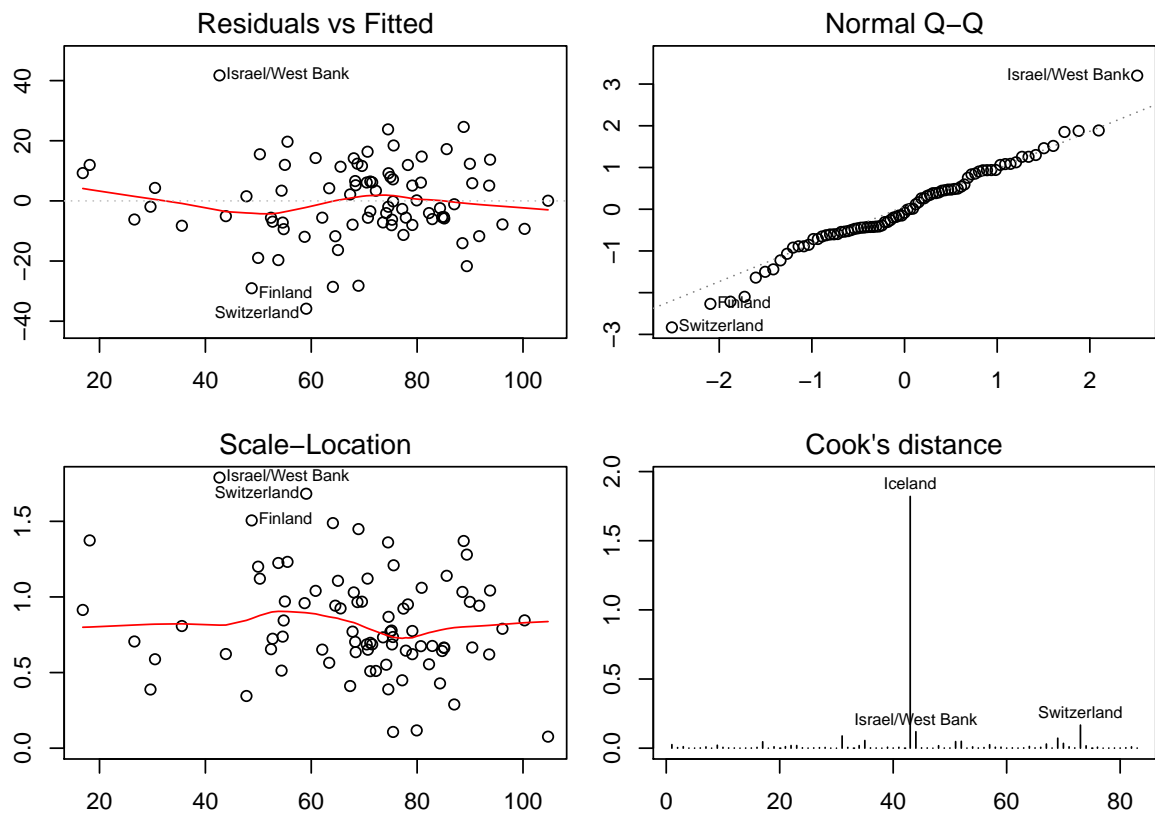 Residuals vs Fitted
40
20
0
−20
−40
20 40 60 80 100
Israel/West Bank
Finland
Switzerland
Normal Q−Q
3
2
1
0
−1
−3
−2 −1 0 1 2
Israel/West Bank
Finland
Switzerland
Scale−Location
1.5
1.0
0.5
0.0
20 40 60 80 100
Israel/West Bank
Switzerland
Finland
Cook's distance
2.0
1.5
1.0
0.5
0.0
0 20 40 60 80
Iceland
Israel/West Bank
Switzerland